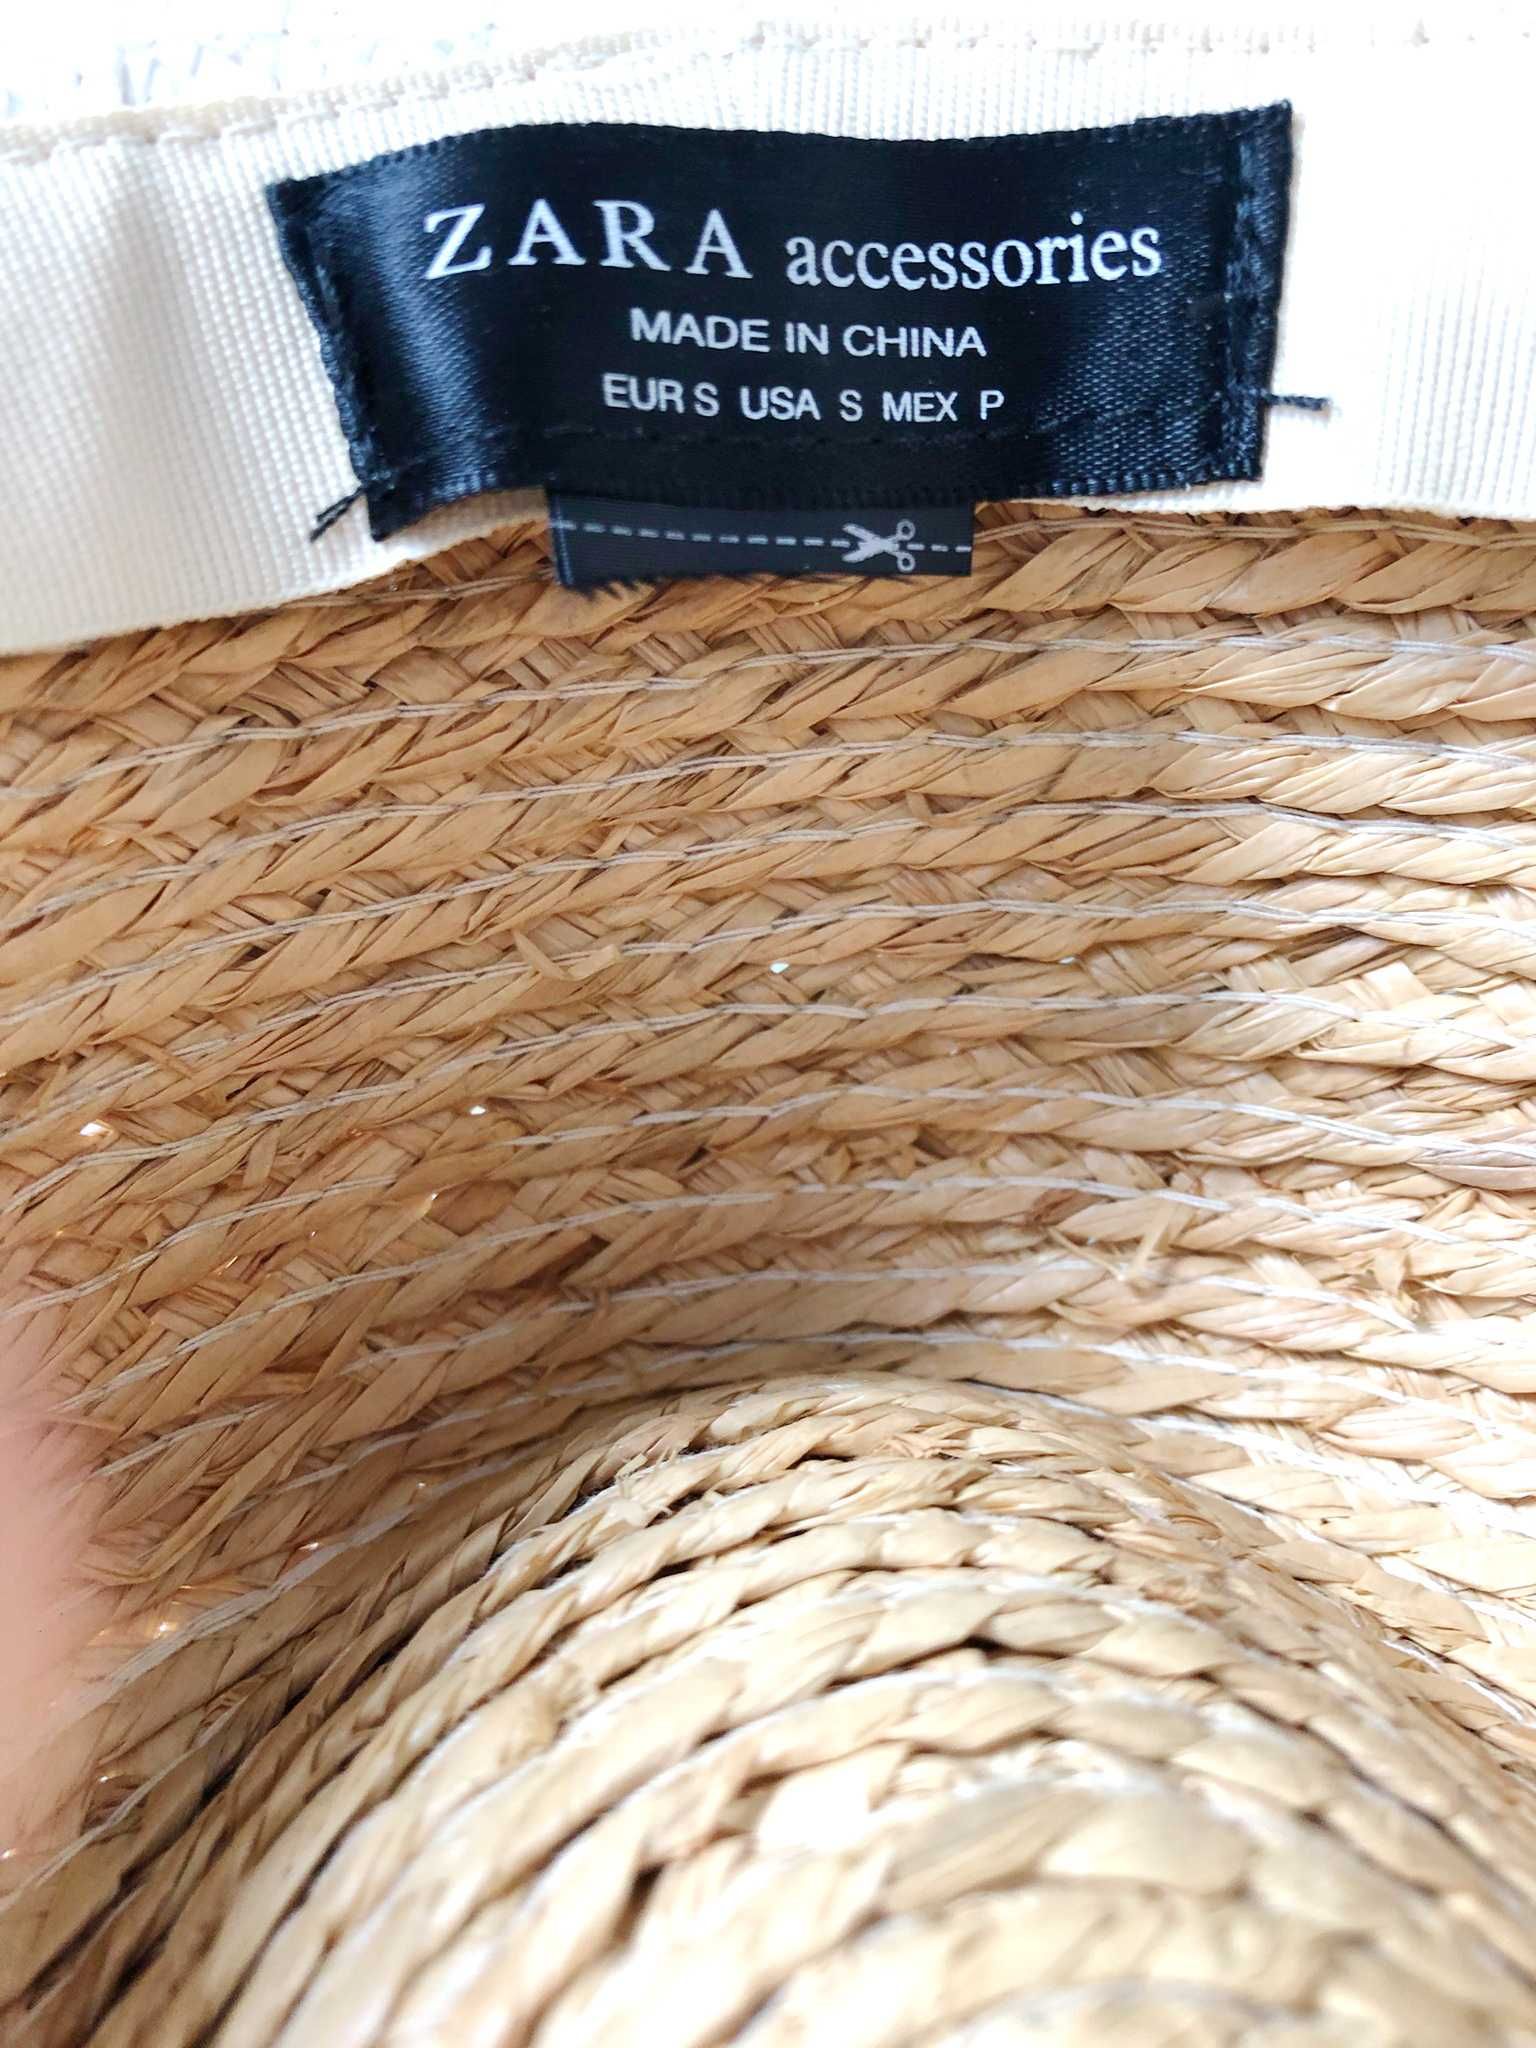 ZARA accessories
MADE IN CHINA
EUR S USA S MEX P